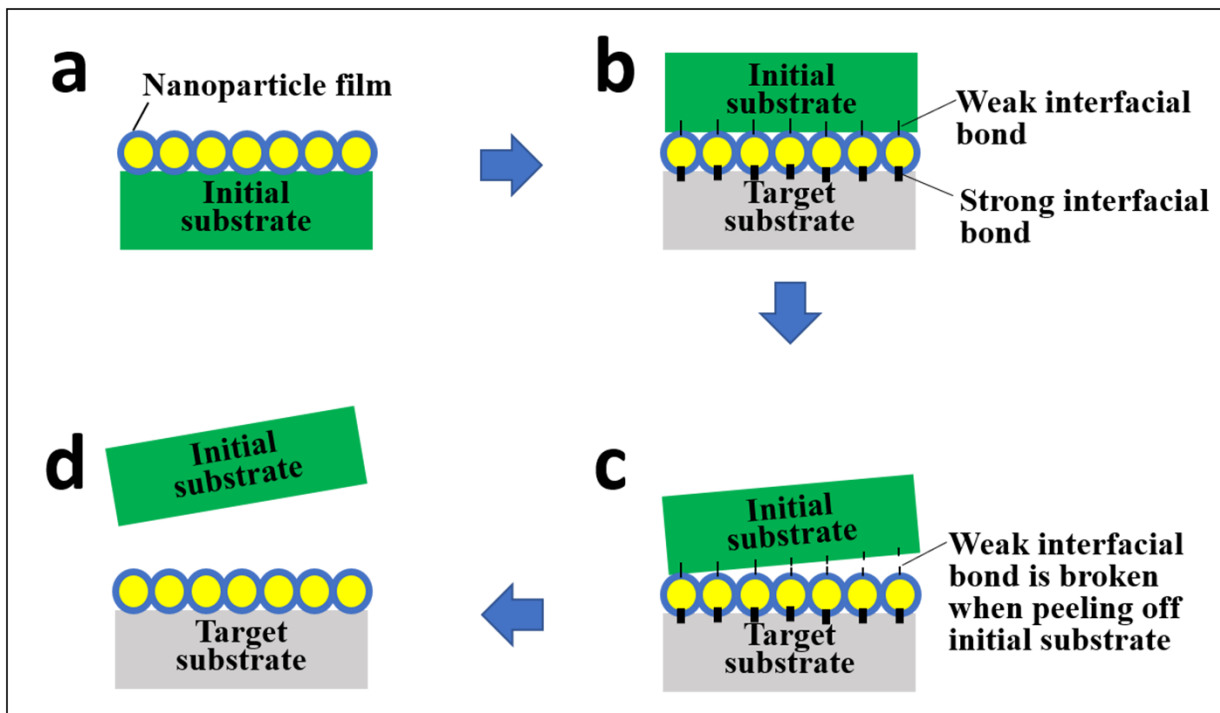 a
Nanoparticle film
Initial
substrate
b
Initial
substrate
Weak interfacial
bond
Target
substrate
Strong interfacial
bond
d
Initial
substrate
Target
substrate
c
Initial
substrate
Target
substrate
Weak interfacial
bond is broken
when peeling off
initial substrate